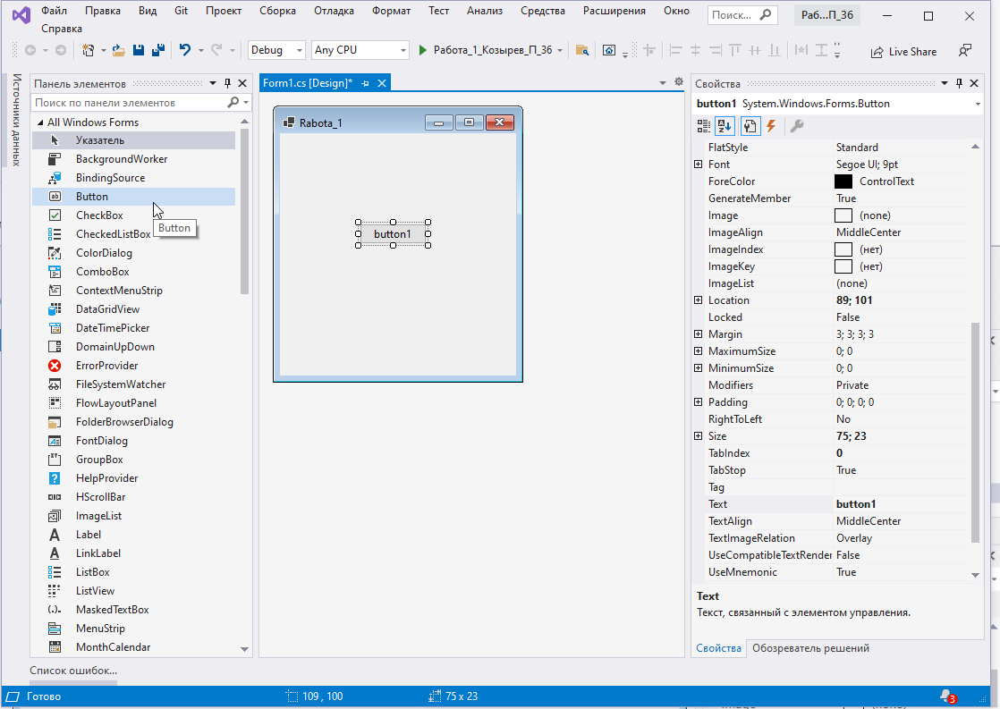 Файл Правка Вид Git Проект Сборка Отладка Формат Тест Анализ Средства Расширения Окно Поиск... Раб...П_36
Справка
Debug Any CPU Работа_1_Козырев_П_36 Live Share
Источники данных
Панель элементов
Поиск по панели элементов
All Windows Forms
Указатель
BackgroundWorker
BindingSource
Button
CheckBox
Button
CheckedListBox
ColorDialog
ComboBox
ContextMenuStrip
DataGridView
DateTimePicker
DomainUpDown
ErrorProvider
FileSystemWatcher
FlowLayoutPanel
FolderBrowserDialog
FontDialog
GroupBox
HelpProvider
HScrollBar
ImageList
Label
LinkLabel
ListBox
ListView
MaskedTextBox
MenuStrip
MonthCalendar
Form1.cs [Design]*
Rabota_1
button1
Свойства
button1 System.Windows.Forms.Button
FlatStyle Standard
Font Segoe UI; 9pt
ForeColor ControlText
GenerateMember True
Image (none)
ImageAlign MiddleCenter
ImageIndex (нет)
ImageKey (нет)
ImageList (none)
Location 89; 101
Locked False
Margin 3; 3; 3; 3
MaximumSize 0; 0
MinimumSize 0; 0
Modifiers Private
Padding 0; 0; 0; 0
RightToLeft No
Size 75; 23
TabIndex 0
TabStop True
Tag
Text button1
TextAlign MiddleCenter
TextImageRelation Overlay
UseCompatibleTextRender False
UseMnemonic True
Text
Текст, связанный с элементом управления.
Свойства Обозреватель решений
Список ошибок...
Готово 109 , 100 75 x 23 3